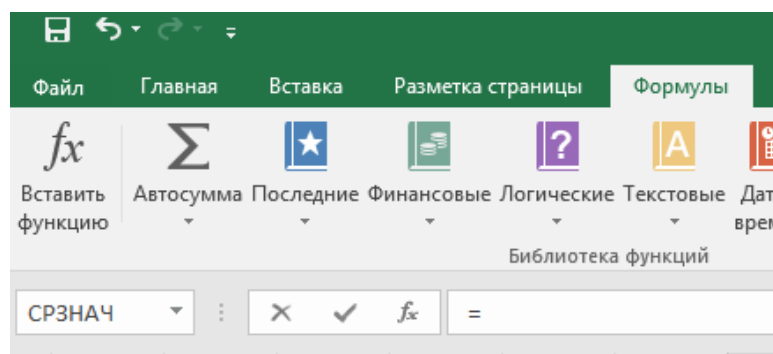 Файл Главная Вставка Разметка страницы Формулы
fx Σ ? A
Вставить функцию Автосумма Последние Финансовые Логические Текстовые
Библиотека функций
СРЗНАЧ fx =